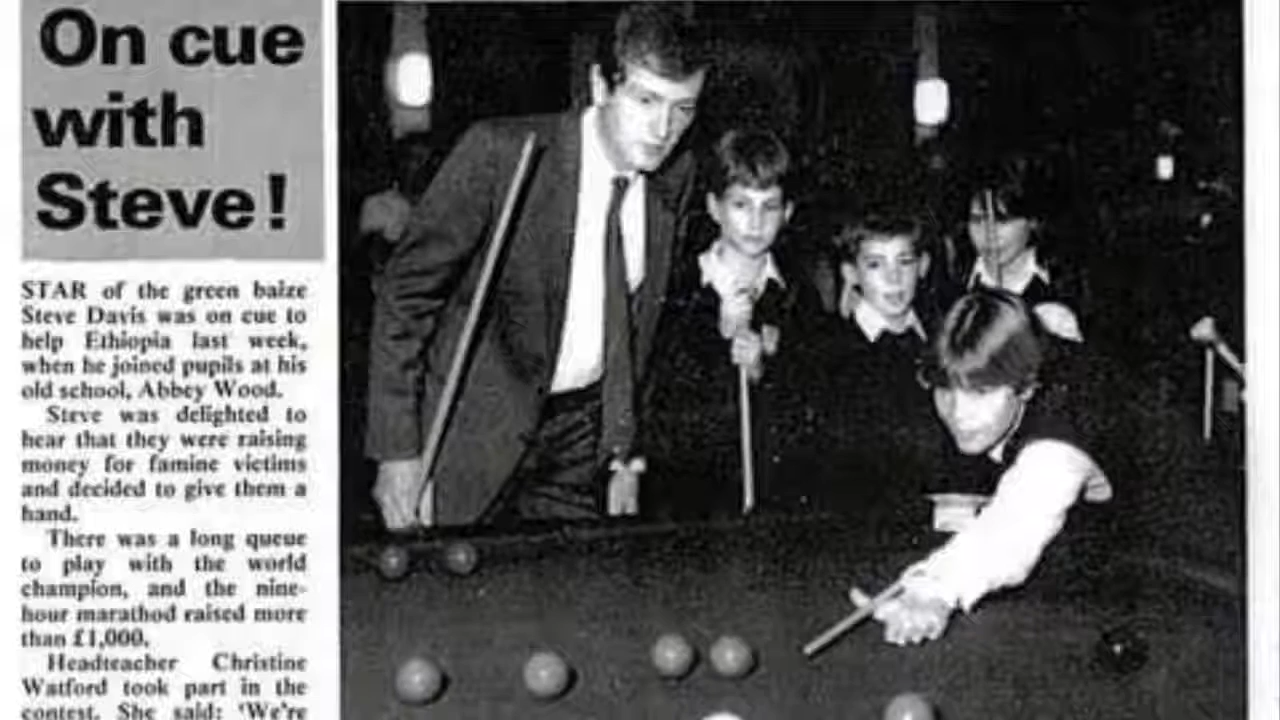 On cue
with
Steve!
STAR of the green baize
Steve Davis was on cue to
help Ethiopia last week,
when he joined pupils at his
old school, Abbey Wood.
Steve was delighted to
hear that they were raising
money for famine victims
and decided to give them a
hand.
There was a long queue
to play with the world
champion, and the nine-
hour marathod raised more
than £1,000.
Headteacher Christine
Watford took part in the
contest. She said: 'We're